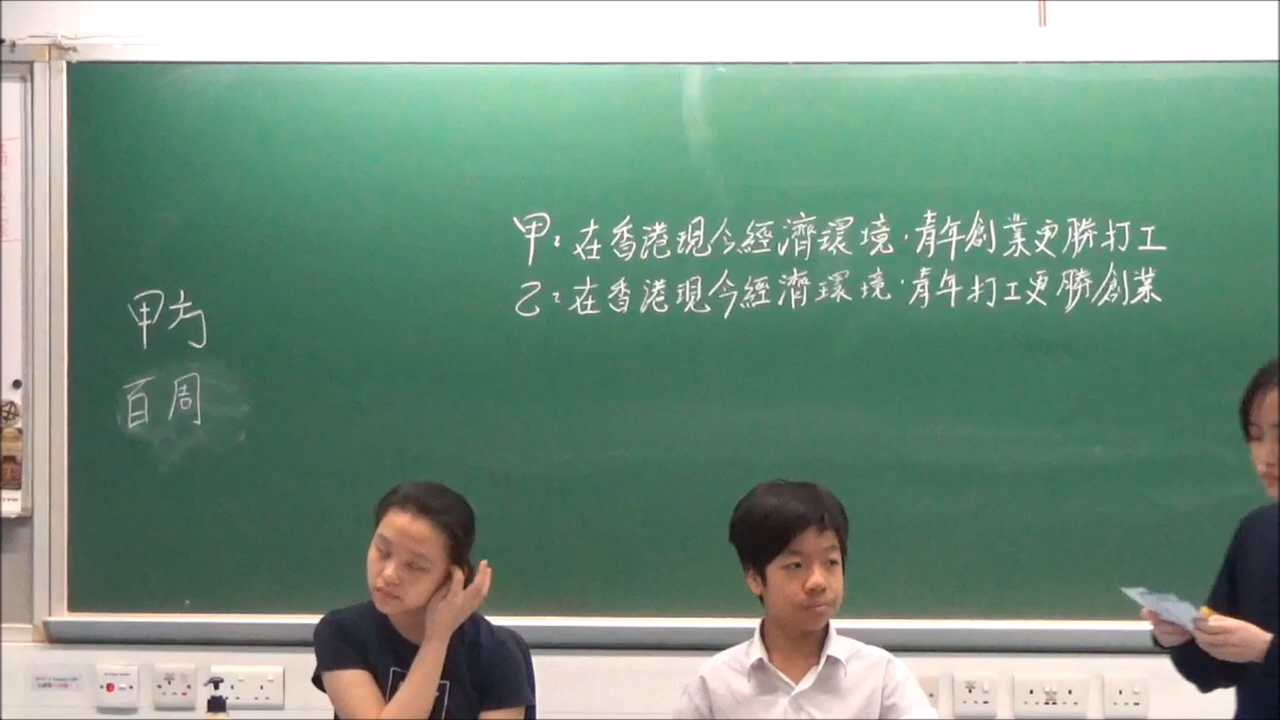 甲：在香港現今經濟環境，青年創業更勝打工
乙：在香港現今經濟環境，青年打工更勝創業
甲方
百周